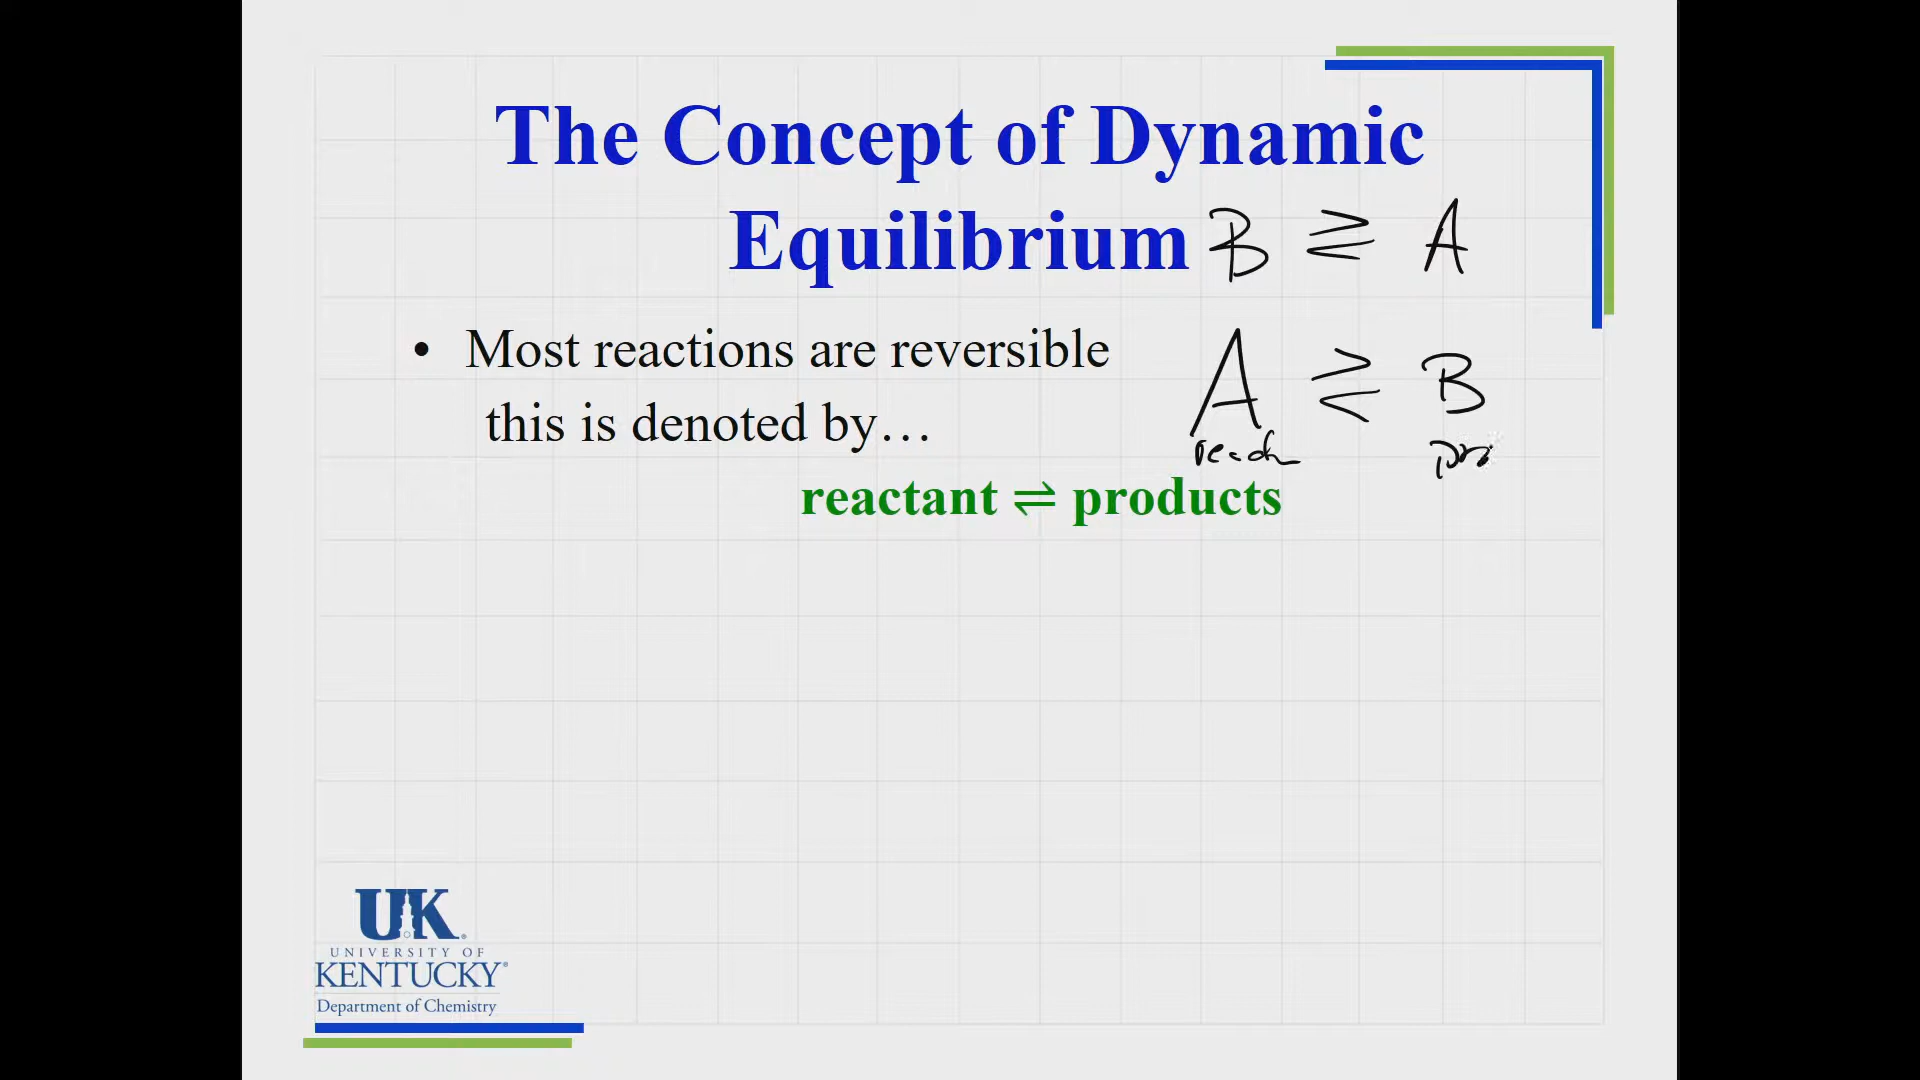 The Concept of Dynamic
Equilibrium
B ⇌ A
• Most reactions are reversible
this is denoted by…
A ⇌ B
reactant ⇌ products
UK
UNIVERSITY OF
KENTUCKY®
Department of Chemistry